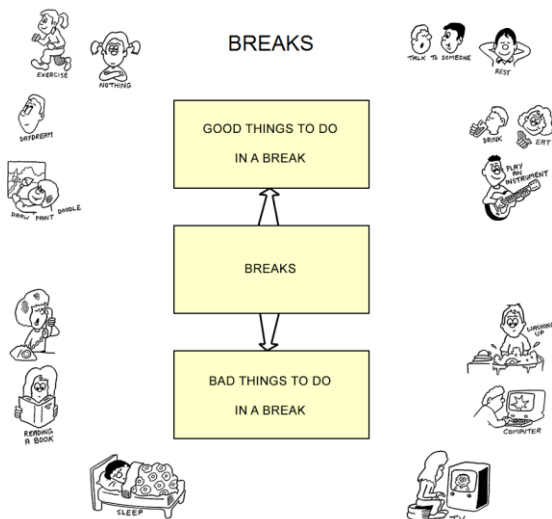 BREAKS
EXERCISE
NOTHING
TALK TO SOMEONE
REST
DAYDREAM
GOOD THINGS TO DO
IN A BREAK
DRINK
EAT
PLAY
AN
INSTRUMENT
DRAW PAINT DOODLE
BREAKS
WASHING
UP
BAD THINGS TO DO
IN A BREAK
READING
A BOOK
COMPUTER
SLEEP
TV